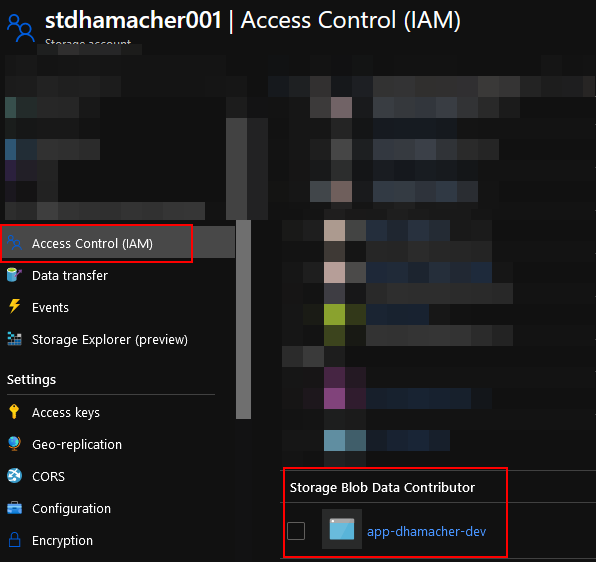 stdhamacher001 | Access Control (IAM)
Storage account
Access Control (IAM)
Data transfer
Events
Storage Explorer (preview)
Settings
Access keys
Geo-replication
CORS
Configuration
Encryption
Storage Blob Data Contributor
app-dhamacher-dev